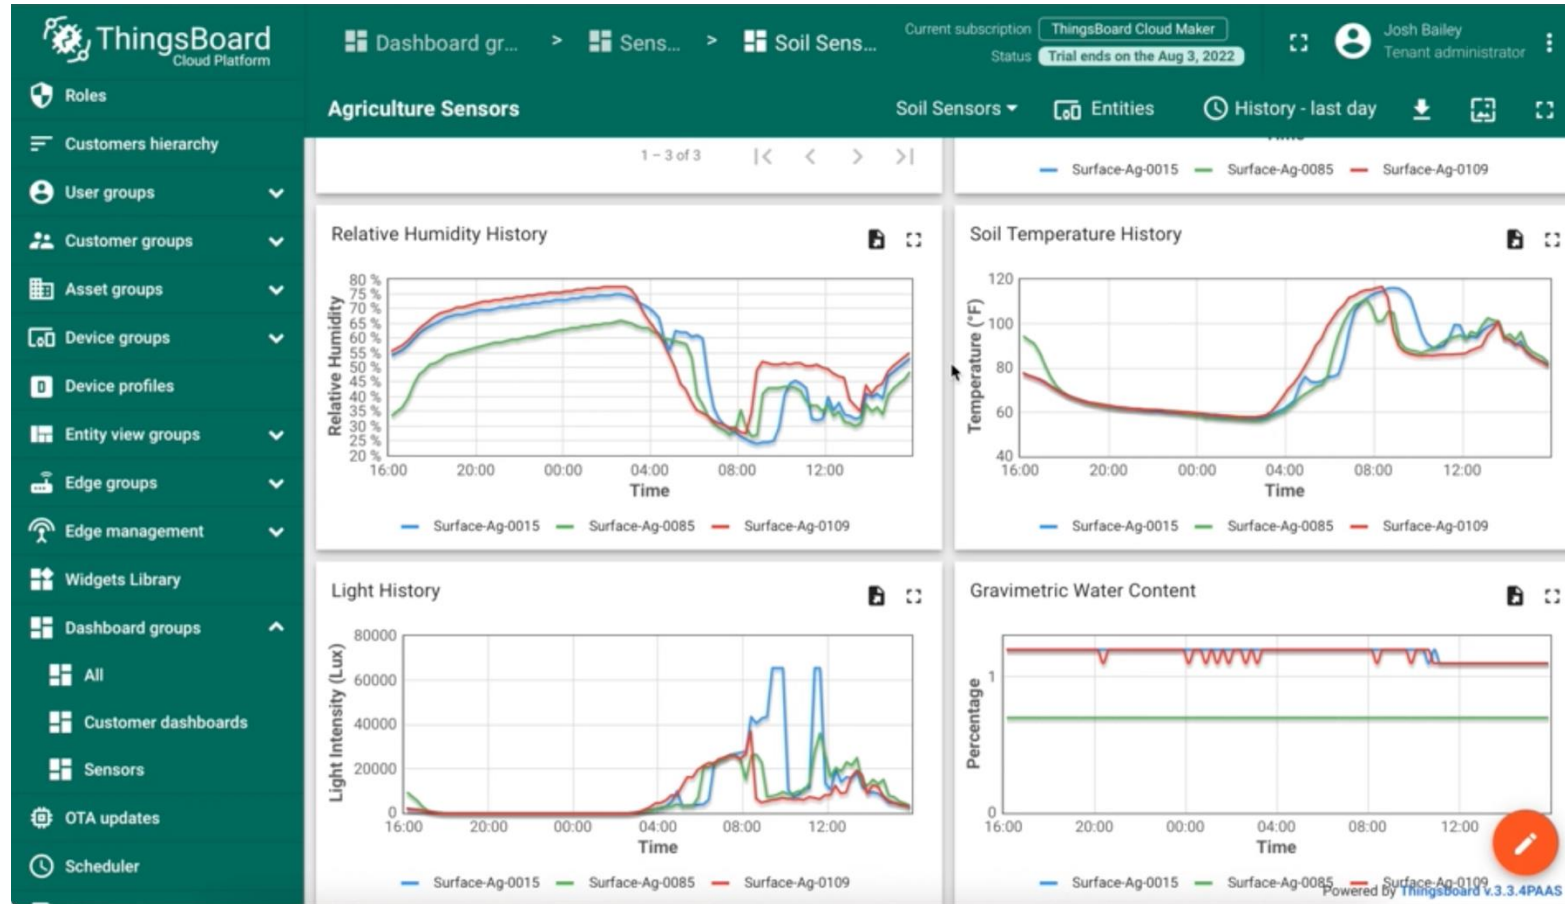 ThingsBoard
Cloud Platform
Dashboard gr... > Sens... > Soil Sens...
Current subscription ThingsBoard Cloud Maker
Status Trial ends on the Aug 3, 2022
Josh Bailey
Tenant administrator
Roles
Customers hierarchy
User groups
Customer groups
Asset groups
Device groups
Device profiles
Entity view groups
Edge groups
Edge management
Widgets Library
Dashboard groups
All
Customer dashboards
Sensors
OTA updates
Scheduler
Agriculture Sensors
Soil Sensors
Entities
History - last day
1 – 3 of 3
Surface-Ag-0015 Surface-Ag-0085 Surface-Ag-0109
Relative Humidity History
80 %
75 %
70 %
65 %
60 %
55 %
50 %
45 %
40 %
35 %
30 %
25 %
20 %
Relative Humidity
16:00 20:00 00:00 04:00 08:00 12:00
Time
Surface-Ag-0015 Surface-Ag-0085 Surface-Ag-0109
Soil Temperature History
120
100
80
60
40
Temperature (°F)
16:00 20:00 00:00 04:00 08:00 12:00
Time
Surface-Ag-0015 Surface-Ag-0085 Surface-Ag-0109
Light History
80000
60000
40000
20000
0
Light Intensity (Lux)
16:00 20:00 00:00 04:00 08:00 12:00
Time
Surface-Ag-0015 Surface-Ag-0085 Surface-Ag-0109
Gravimetric Water Content
1
0
Percentage
16:00 20:00 00:00 04:00 08:00 12:00
Time
Surface-Ag-0015 Surface-Ag-0085 Surface-Ag-0109
Powered by ThingsBoard v.3.3.4PAAS